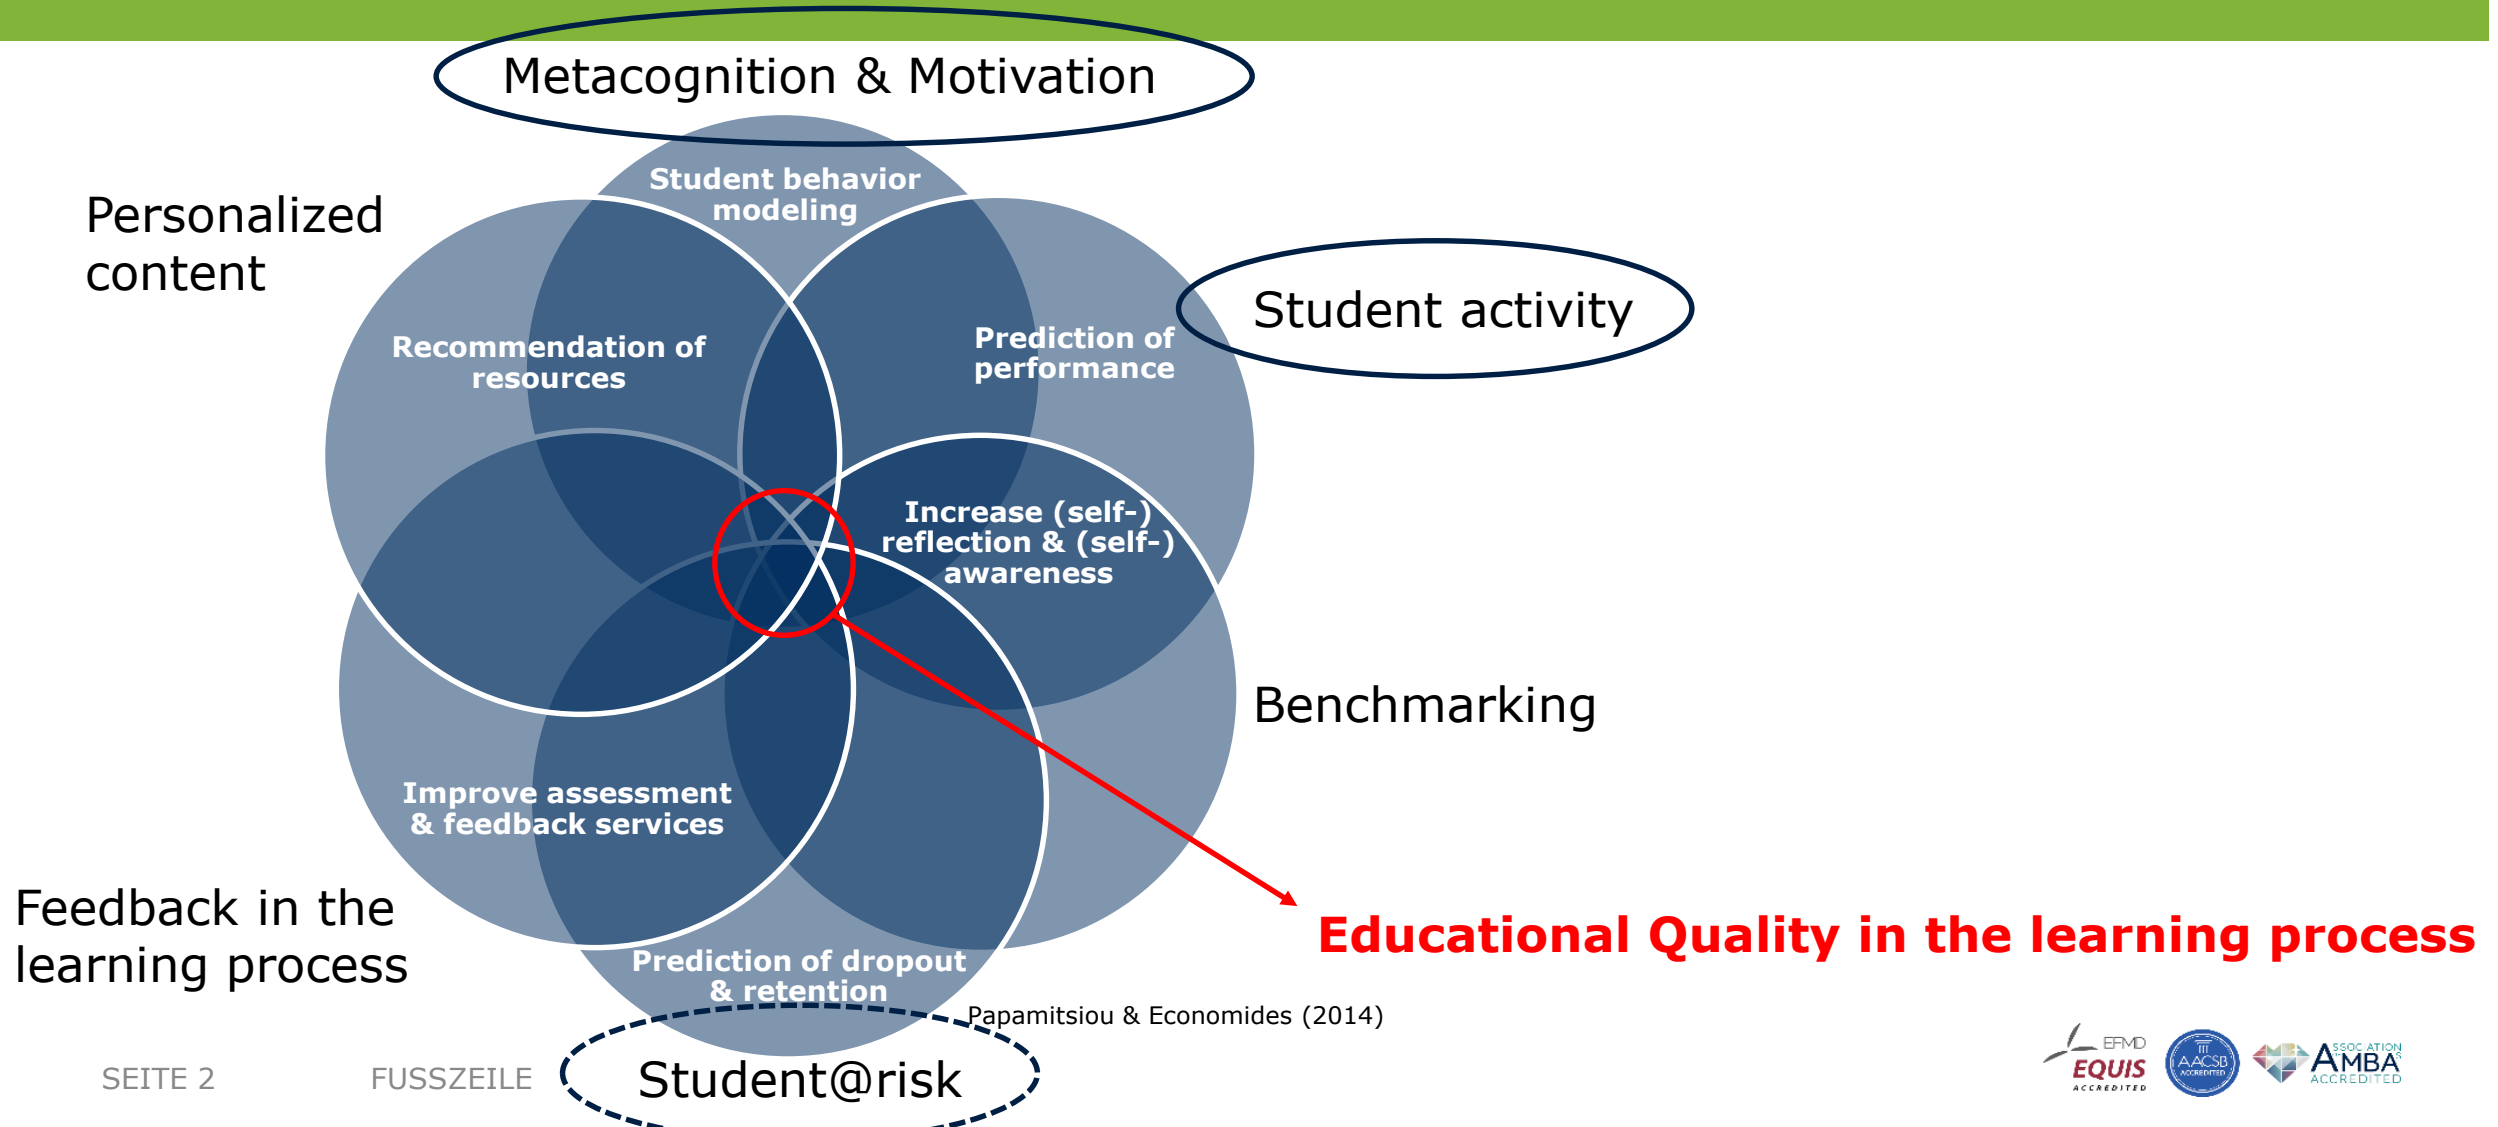 Metacognition & Motivation
Student behavior
modeling
Personalized
content
Recommendation of
resources
Prediction of
performance
Student activity
Increase (self-)
reflection & (self-)
awareness
Benchmarking
Improve assessment
& feedback services
Feedback in the
learning process
Prediction of dropout
& retention
Educational Quality in the learning process
Papamitsiou & Economides (2014)
Student@risk
SEITE 2
FUSSZEILE
EFMD
EQUIS
ACCREDITED
AACSB
ACCREDITED
ASSOCIATION
AMBA
ACCREDITED